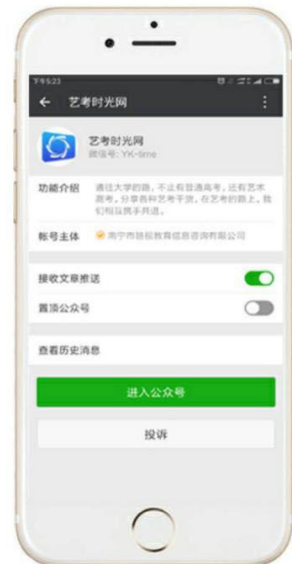 下午5:23
艺考时光网
艺考时光网
微信号: YK-time
功能介绍
通往大学的路，不止有普通高考，还有艺术
高考，分享各种艺考干货，在艺考的路上，我
们相互携手共进。
帐号主体
南宁市
教育信息咨询有限公司
接收文章推送
置顶公众号
查看历史消息
进入公众号
投诉